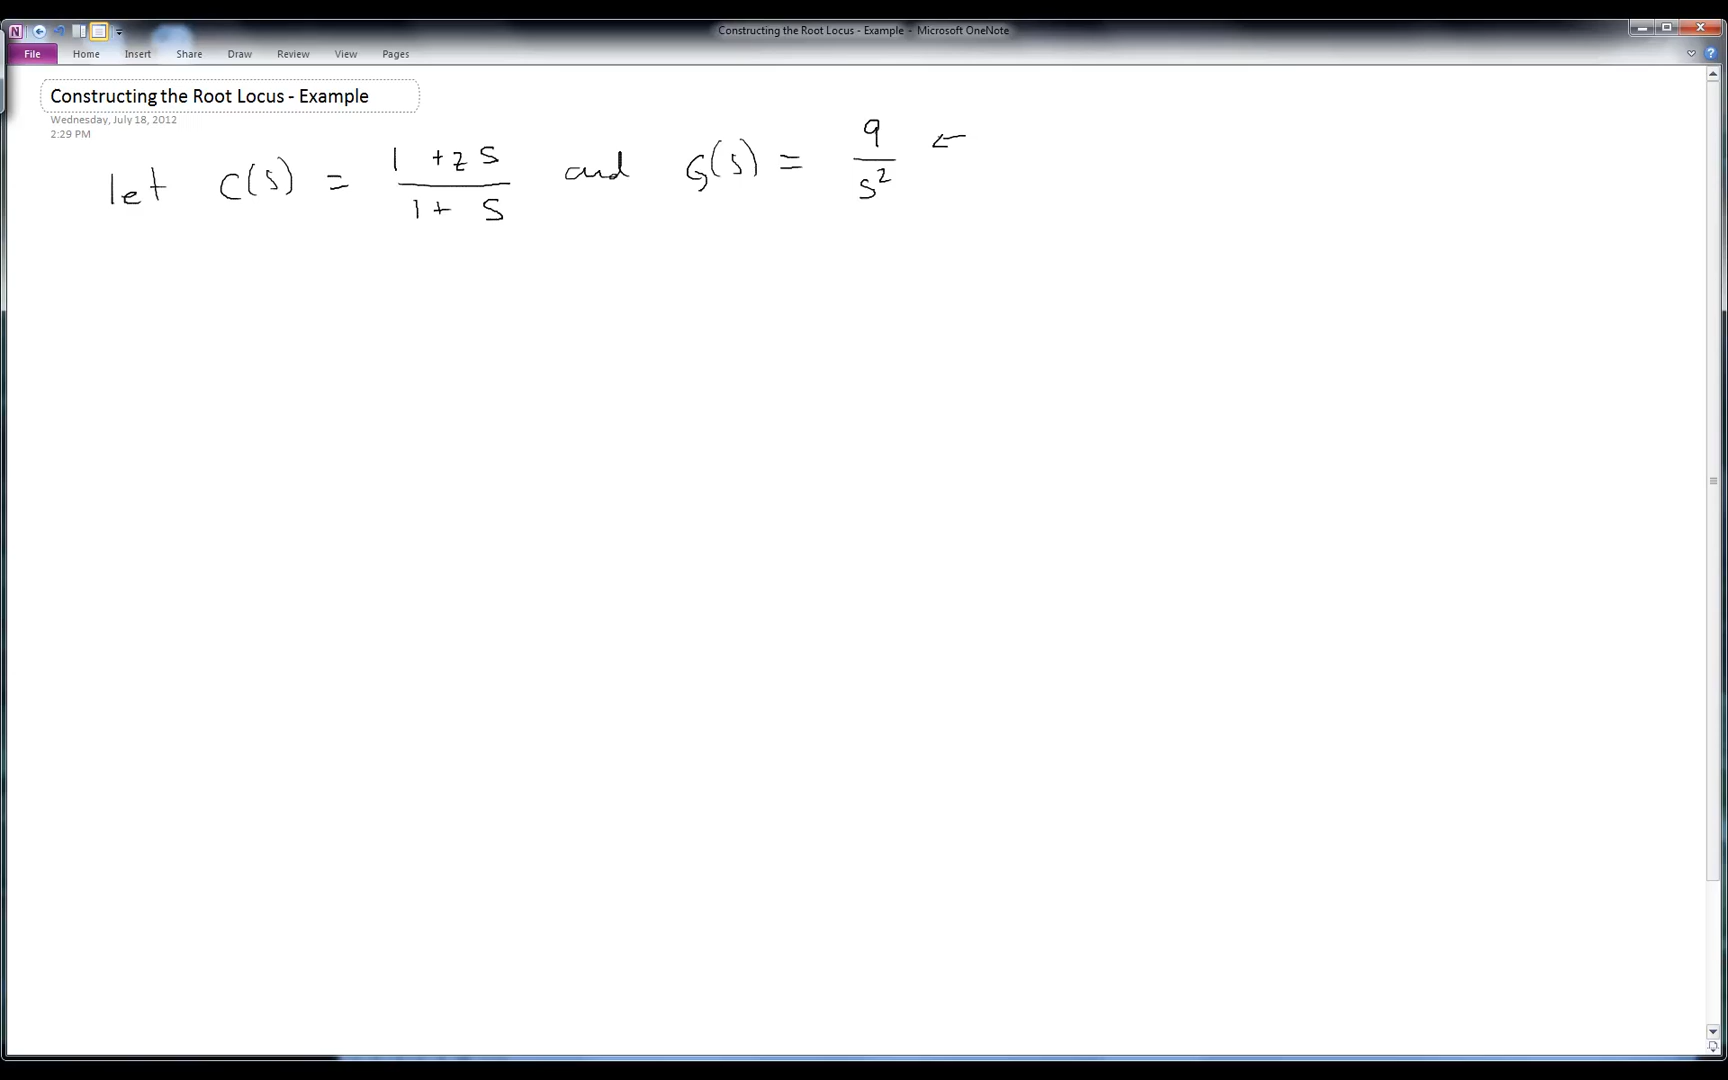 Constructing the Root Locus - Example - Microsoft OneNote
File Home Insert Share Draw Review View Pages
Constructing the Root Locus - Example
Wednesday, July 18, 2012
2:29 PM
let C(s) = (1 + z s)/(1 + s) and G(s) = 9/s² ←